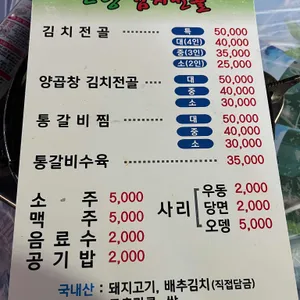 김치전골
김치전골 특 50,000
대(4인) 40,000
중(3인) 35,000
소(2인) 25,000
양곱창 김치전골 대 50,000
중 40,000
소 30,000
통갈비찜 대 50,000
중 40,000
소 30,000
통갈비수육 35,000
소주 5,000
맥주 5,000
음료수 2,000
공기밥 2,000
사리
우동 2,000
당면 2,000
오뎅 5,000
국내산 : 돼지고기, 배추김치(직접담금)